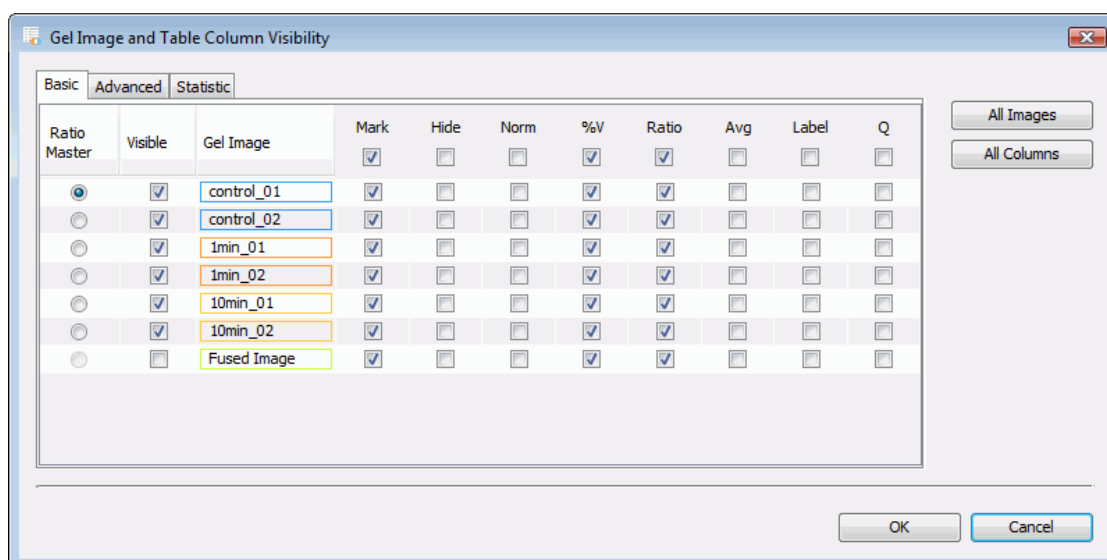 Gel Image and Table Column Visibility
Basic Advanced Statistic
Ratio Master Visible Gel Image Mark Hide Norm %V Ratio Avg Label Q
All Images
All Columns
control_01
control_02
1min_01
1min_02
10min_01
10min_02
Fused Image
OK Cancel